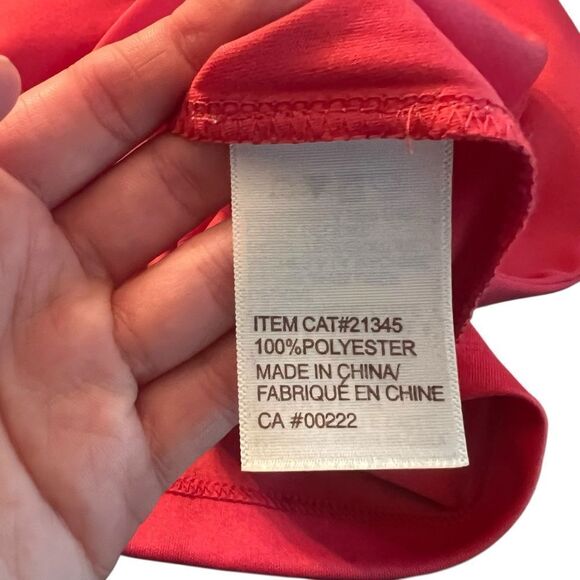 ITEM CAT#21345
100%POLYESTER
MADE IN CHINA/
FABRIQUÉ EN CHINE
CA #00222